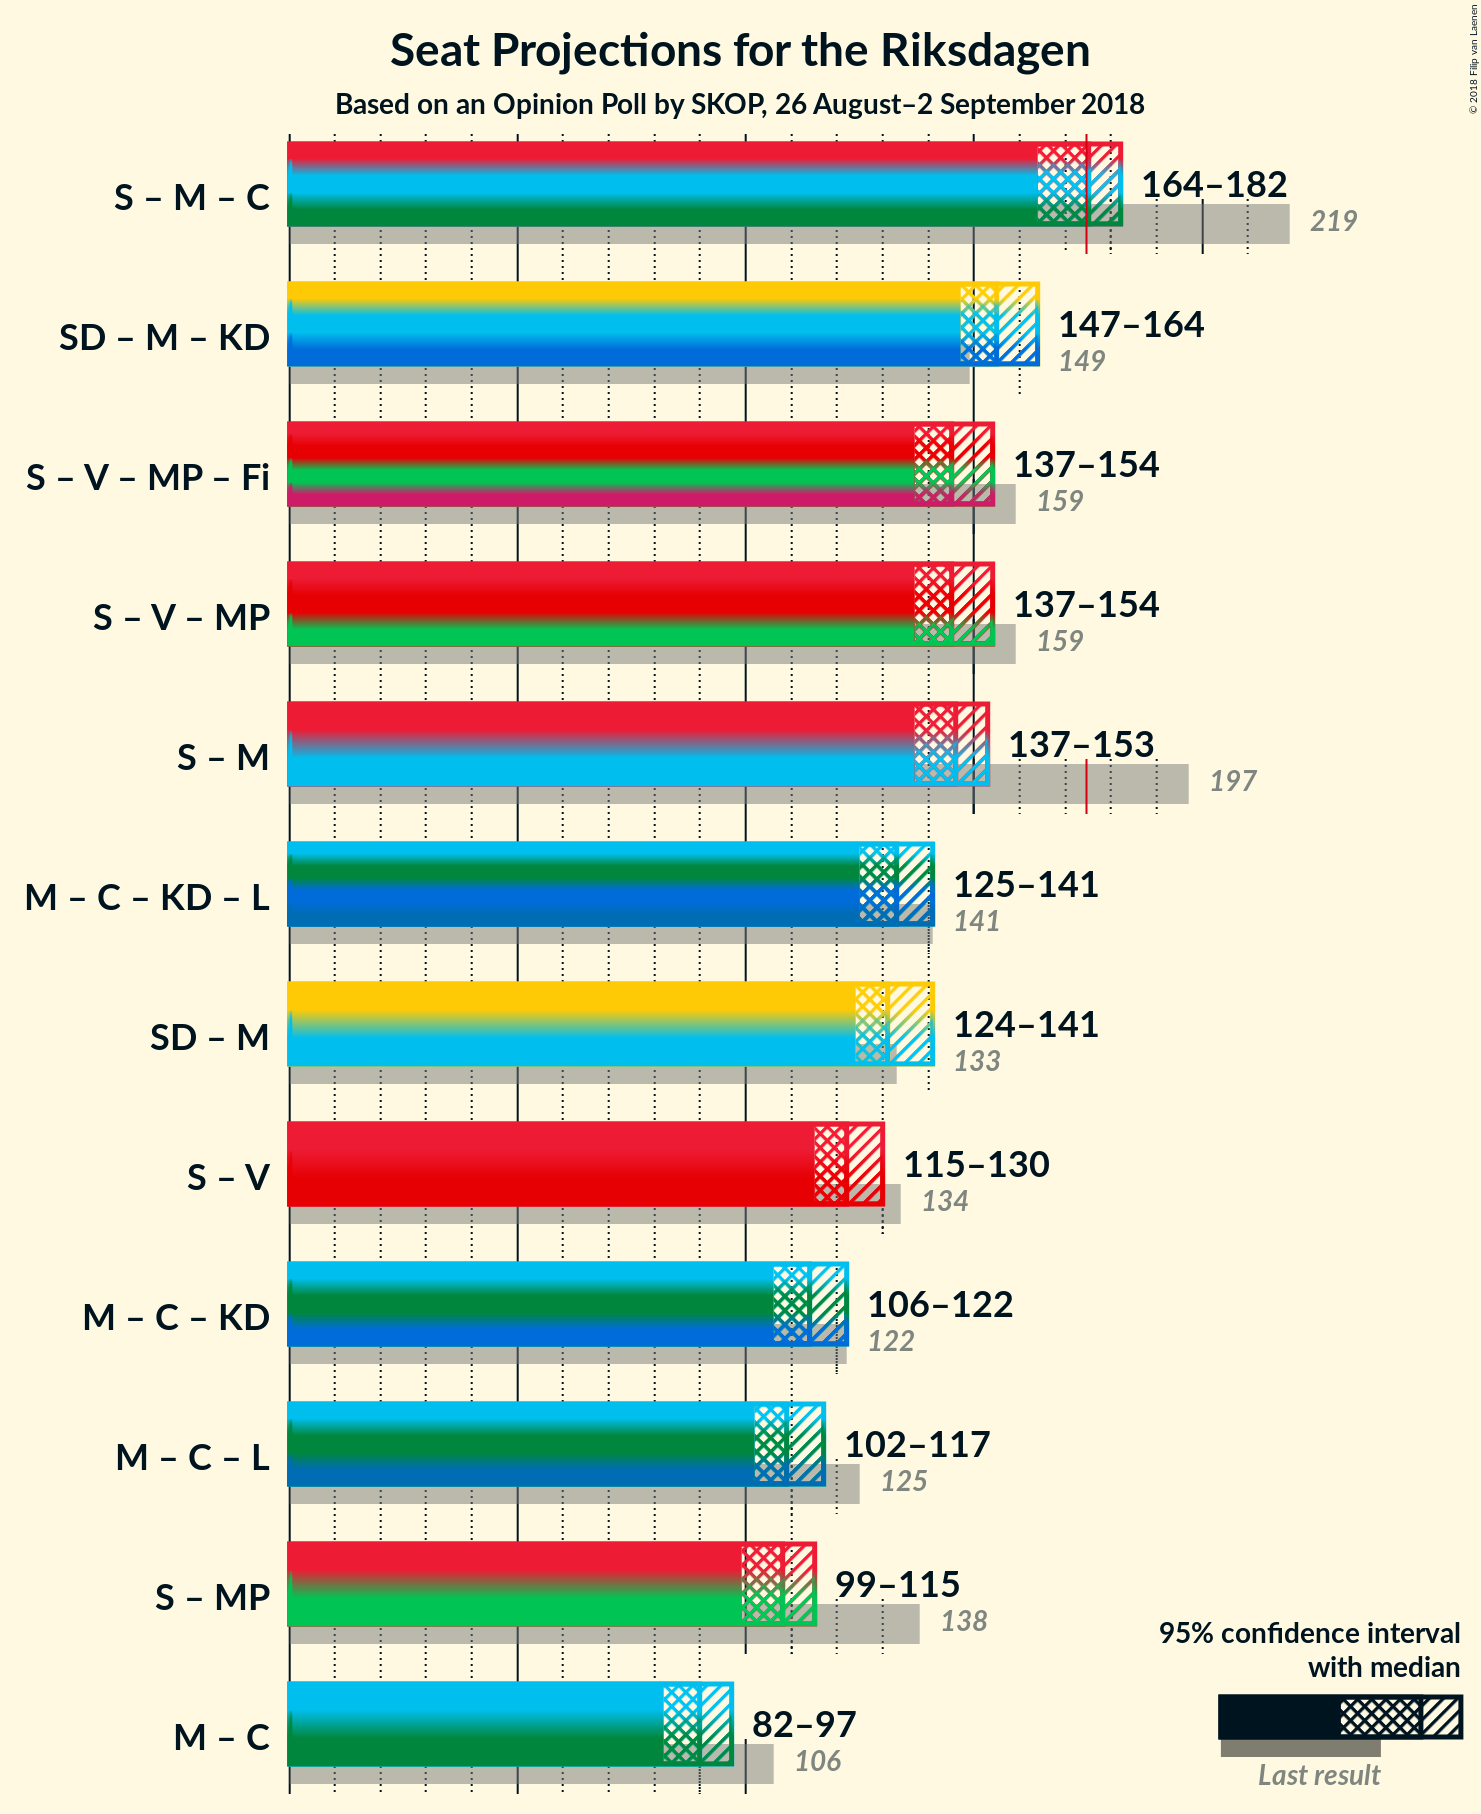 © 2018 Filip van Laenen
Seat Projections for the Riksdagen
Based on an Opinion Poll by SKOP, 26 August–2 September 2018
S – M – C
164–182
219
SD – M – KD
147–164
149
S – V – MP – Fi
137–154
159
S – V – MP
137–154
159
S – M
137–153
197
M – C – KD – L
125–141
141
SD – M
124–141
133
S – V
115–130
134
M – C – KD
106–122
122
M – C – L
102–117
125
S – MP
99–115
138
M – C
82–97
106
95% confidence interval
with median
Last result